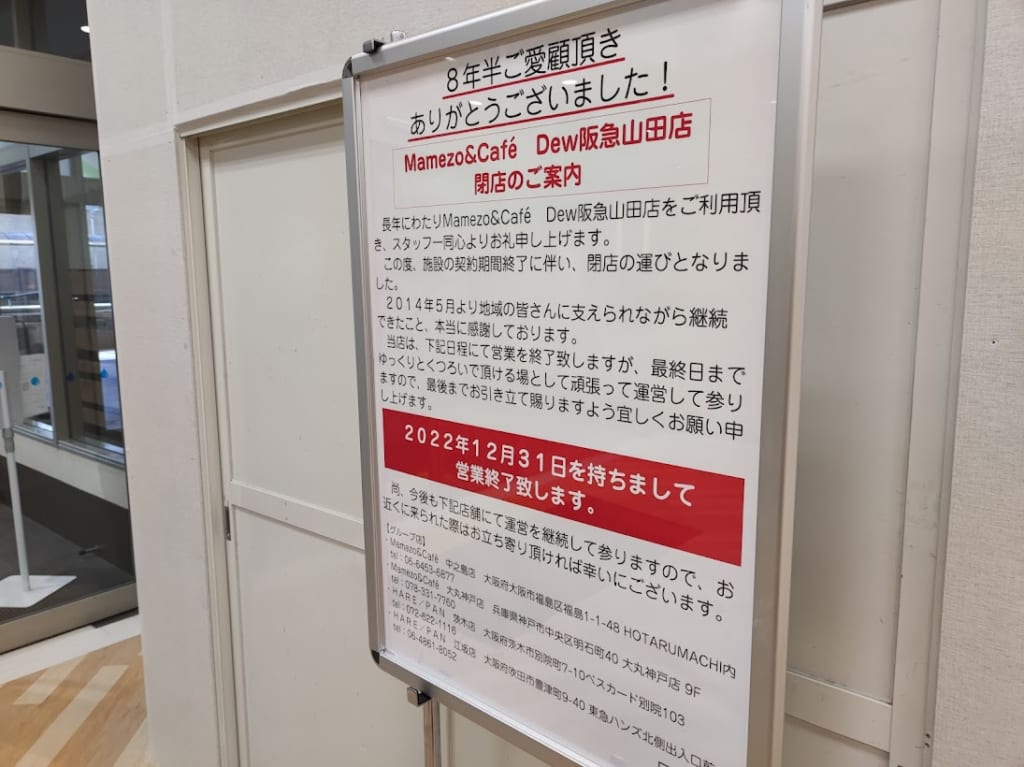 8年半ご愛顧頂き
ありがとうございました！
Mamezo&Café　Dew阪急山田店
閉店のご案内
長年にわたりMamezo&Café　Dew阪急山田店をご利用頂
き、スタッフ一同心よりお礼申し上げます。
この度、施設の契約期間終了に伴い、閉店の運びとなりま
した。
2014年5月より地域の皆さんに支えられながら継続
できたこと、本当に感謝しております。
当店は、下記日程にて営業を終了致しますが、最終日まで
ゆっくりとくつろいで頂ける場として頑張って運営して参り
ますので、最後までお引き立て賜りますよう宜しくお願い申
し上げます。
2022年12月31日を持ちまして
営業終了致します。
尚、今後も下記店舗にて運営を継続して参りますので、お
近くに来られた際はお立ち寄り頂ければ幸いにございます。
【グループ店】
・Mamezo&Café　中之島店　大阪府大阪市福島区福島1-1-48 HOTARUMACHI内
tel：06-6463-6877
・Mamezo&Café　大丸神戸店　兵庫県神戸市中央区明石町40 大丸神戸店 9F
tel：078-331-7760
・HARE／PAN　茨木店　大阪府茨木市別院町7-10ベスカード別院103
tel：072-622-1116
・HARE／PAN　江坂店　大阪府吹田市豊津町9-40 東急ハンズ北側出入口前
tel：06-4861-8052